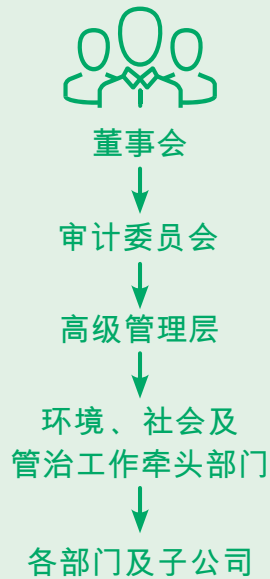 董事会
审计委员会
高级管理层
环境、社会及
管治工作牵头部门
各部门及子公司